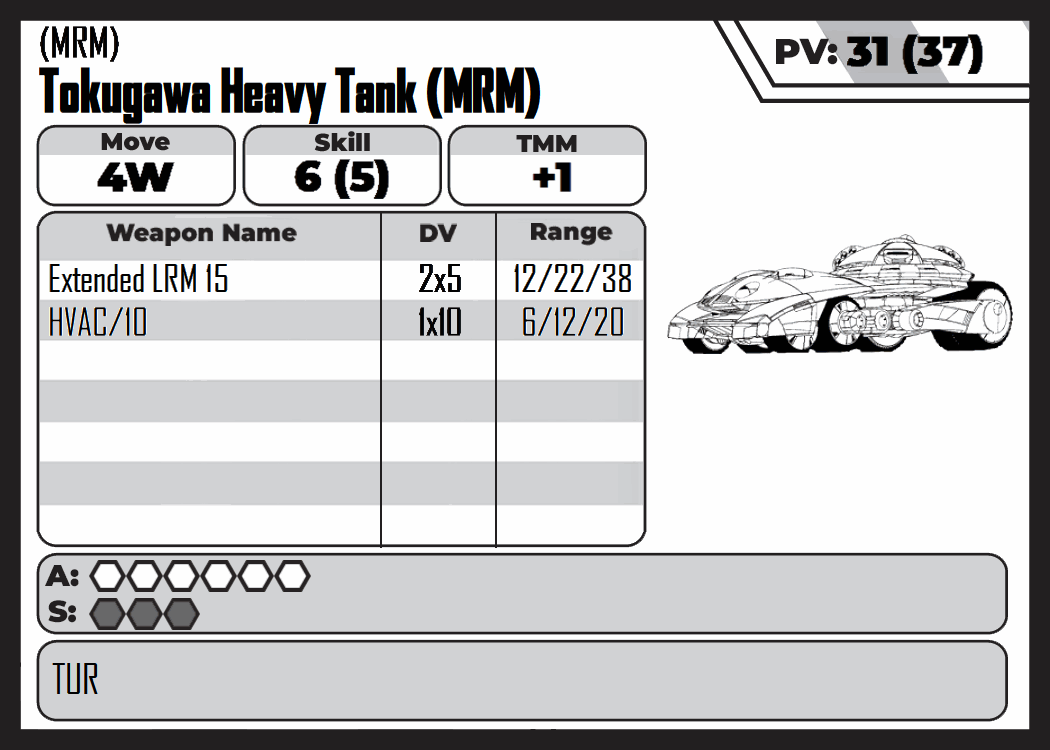 (MRM)
Tokugawa Heavy Tank (MRM)
PV: 31 (37)
Move Skill TMM
4W 6 (5) +1
Weapon Name DV Range
Extended LRM 15 2x5 12/22/38
HVAC/10 1x10 6/12/20
A:
S:
TUR